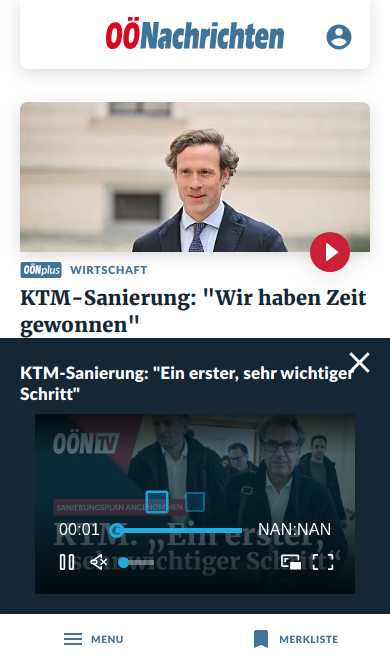 OÖNachrichten
OÖNplus WIRTSCHAFT
KTM-Sanierung: "Wir haben Zeit
gewonnen"
KTM-Sanierung: "Ein erster, sehr wichtiger
Schritt"
OÖN TV
SANIERUNGSPLAN ANGENOMMEN
KTM: „Ein erster,
sehr wichtiger Schritt“
00:01 NAN:NAN
MENU MERKLISTE